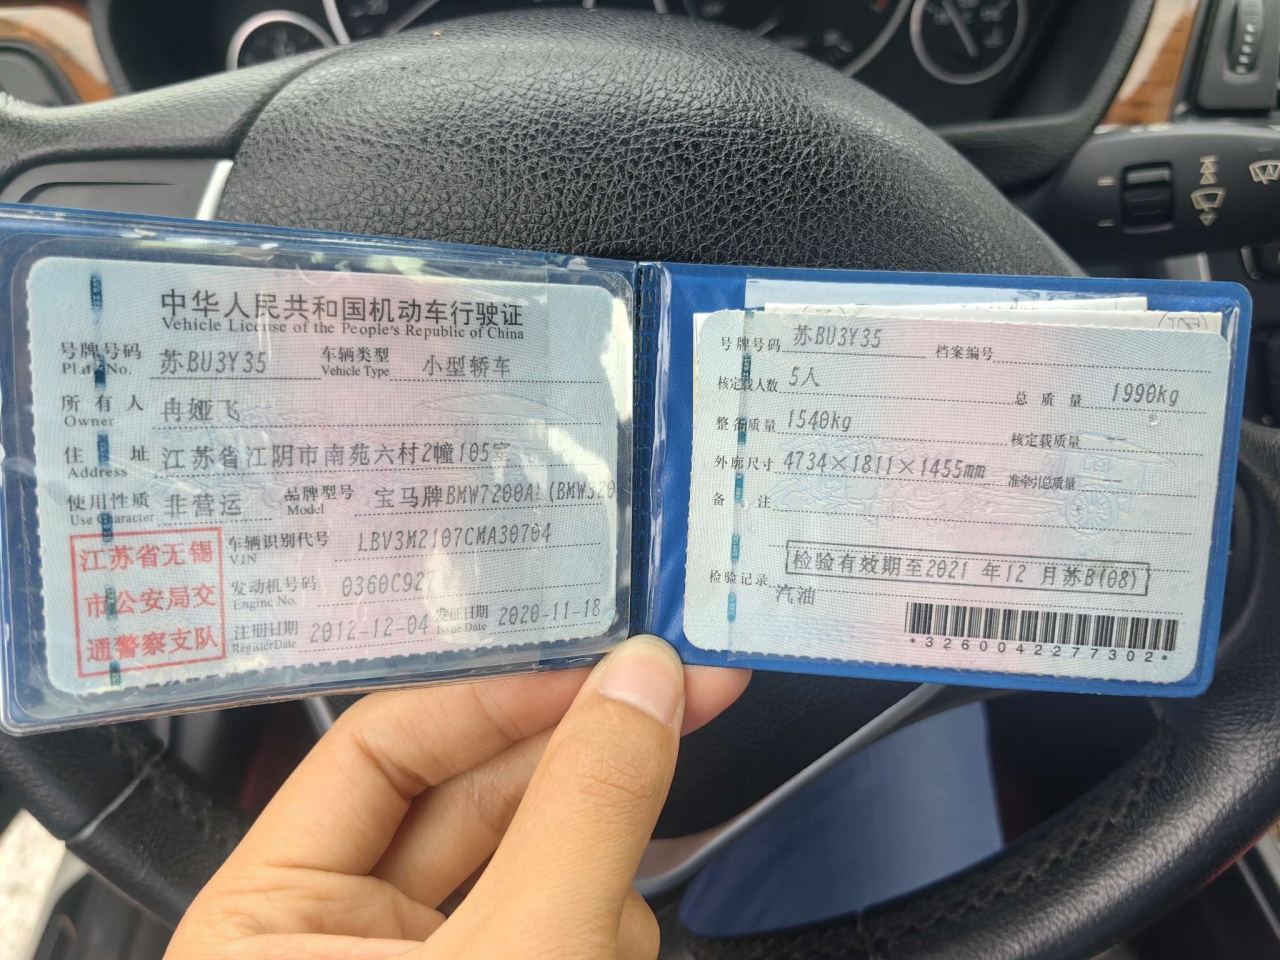 中华人民共和国机动车行驶证
Vehicle License of the People's Republic of China
号牌号码 苏BU3Y35 车辆类型 小型轿车
Plate No. Vehicle Type
所有人 冉娅飞
Owner
住址 江苏省江阴市南苑六村2幢105室
Address
使用性质 非营运 品牌型号 宝马牌BMW7200A1(BMW320
Use Character Model
江苏省无锡
市公安局交
通警察支队
车辆识别代号 LBV3M2107CMA30704
VIN
发动机号码 0360C927
Engine No.
注册日期 2012-12-04 发证日期 2020-11-18
Register Date Issue Date
号牌号码 苏BU3Y35 档案编号
核定载人数 5人 总质量 1990kg
整备质量 1540kg 核定载质量
外廓尺寸 4734×1811×1455mm 准牵引总质量
备注
检验有效期至2021年12月苏B(08)
检验记录
汽油
*3260042277302*